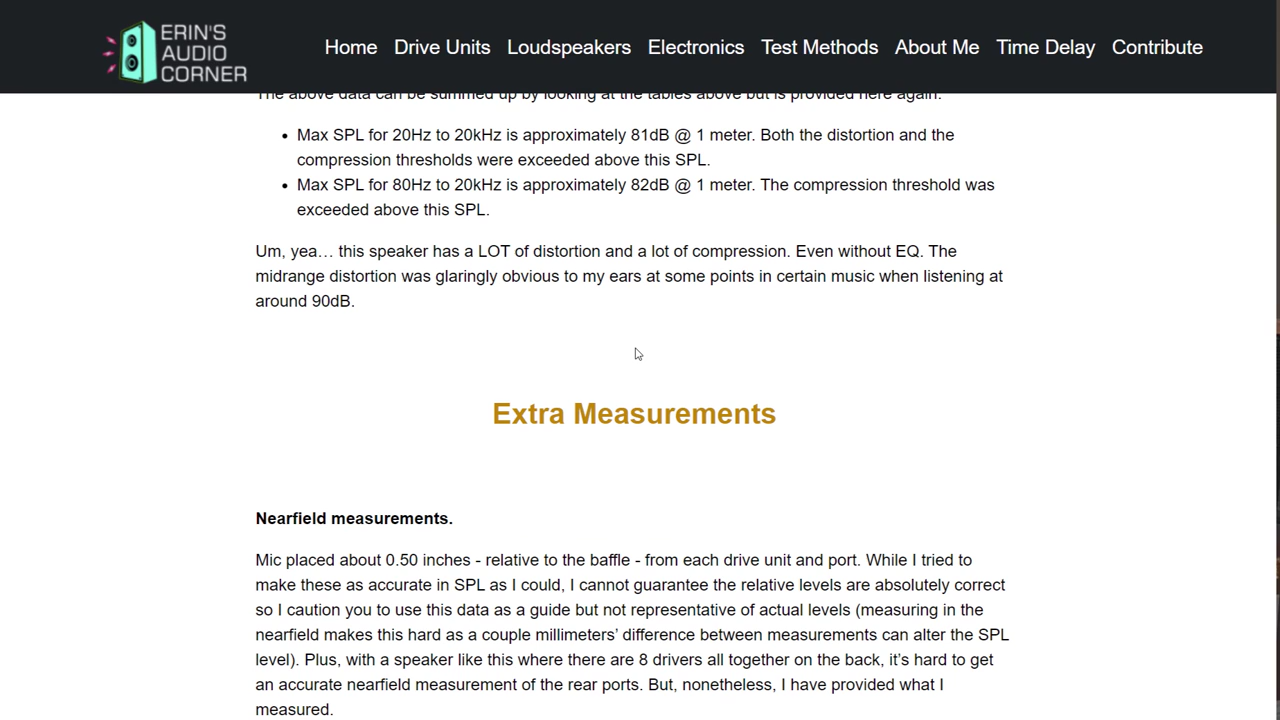 ERIN'S
AUDIO
CORNER
Home Drive Units Loudspeakers Electronics Test Methods About Me Time Delay Contribute
The above data can be summed up by looking at the tables above but is provided here again:
• Max SPL for 20Hz to 20kHz is approximately 81dB @ 1 meter. Both the distortion and the
compression thresholds were exceeded above this SPL.
• Max SPL for 80Hz to 20kHz is approximately 82dB @ 1 meter. The compression threshold was
exceeded above this SPL.
Um, yea… this speaker has a LOT of distortion and a lot of compression. Even without EQ. The
midrange distortion was glaringly obvious to my ears at some points in certain music when listening at
around 90dB.
Extra Measurements
Nearfield measurements.
Mic placed about 0.50 inches - relative to the baffle - from each drive unit and port. While I tried to
make these as accurate in SPL as I could, I cannot guarantee the relative levels are absolutely correct
so I caution you to use this data as a guide but not representative of actual levels (measuring in the
nearfield makes this hard as a couple millimeters’ difference between measurements can alter the SPL
level). Plus, with a speaker like this where there are 8 drivers all together on the back, it’s hard to get
an accurate nearfield measurement of the rear ports. But, nonetheless, I have provided what I
measured.